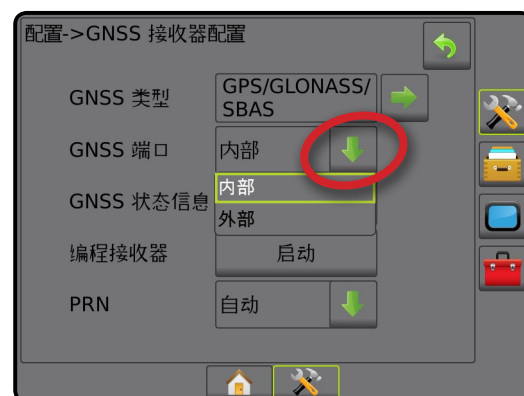 配置->GNSS 接收器配置
GNSS 类型
GPS/GLONASS/
SBAS
GNSS 端口
内部
内部
外部
GNSS 状态信息
编程接收器
启动
PRN
自动